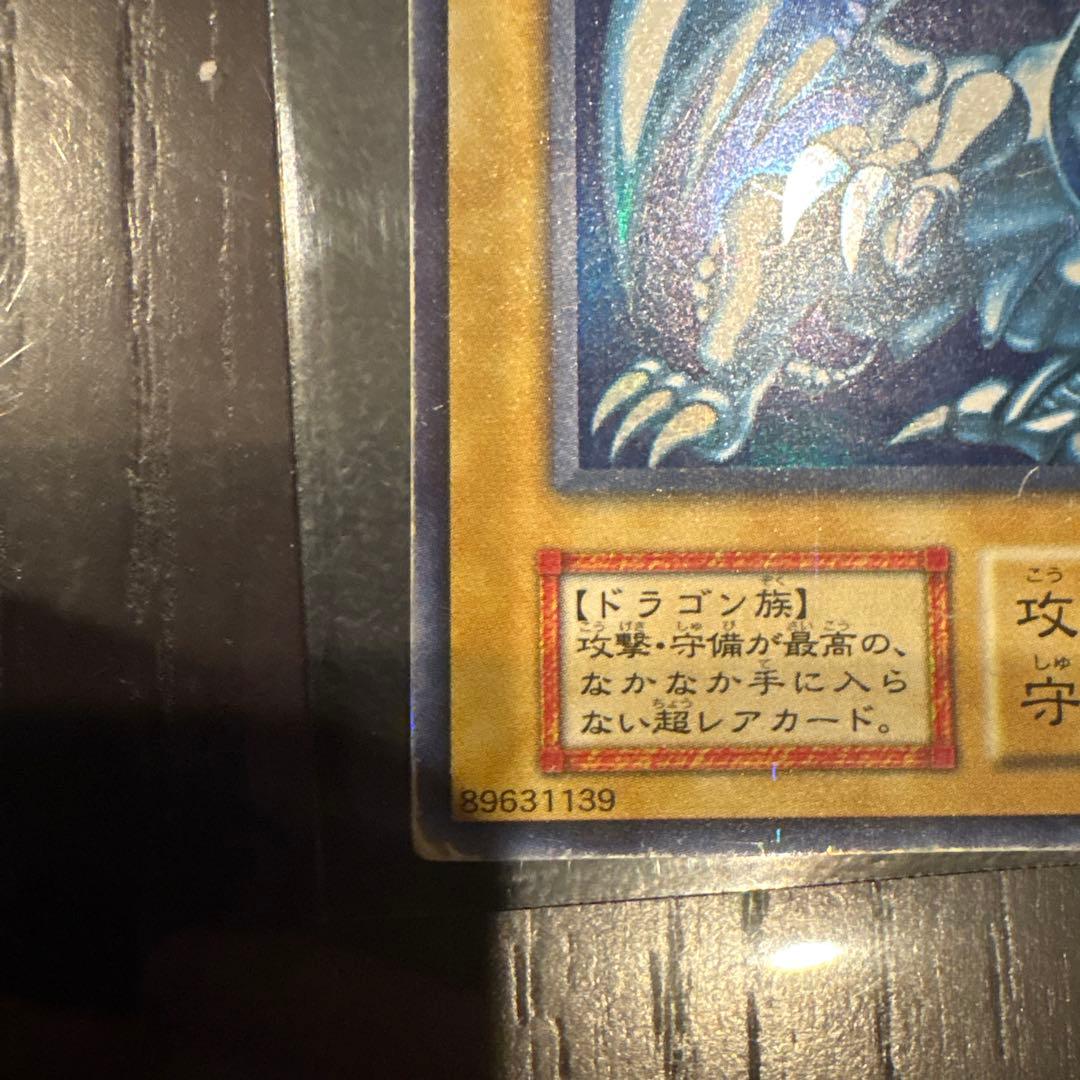 【ドラゴン族】
攻撃・守備が最高の、
なかなか手に入ら
ない超レアカード。
攻
守
89631139